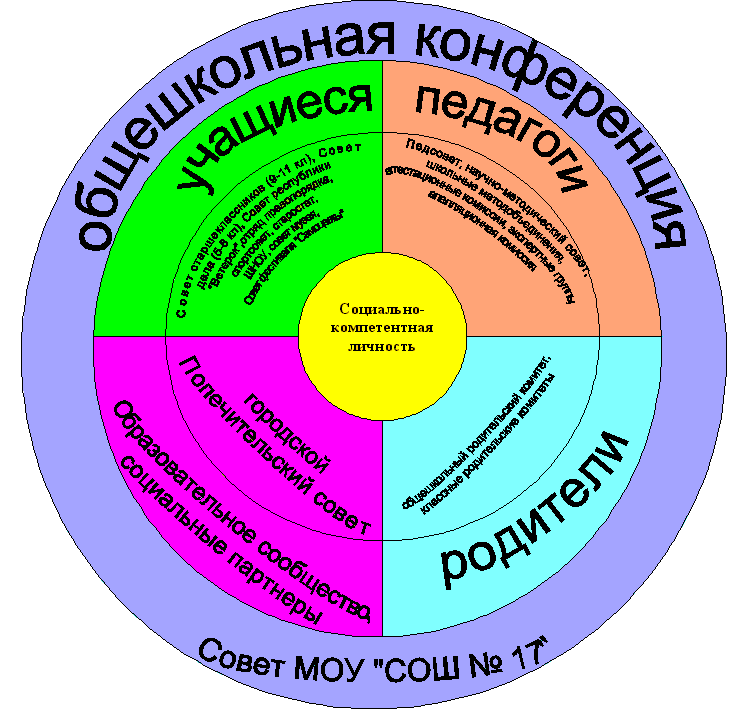 общешкольная конференция
учащиеся
Совет старшеклассников (9-11 кл), Совет
дела (5-8 кл), Совет республики
"Ветерок", отряд правопорядка,
спортсовет, старостат,
ШНОУ, совет музея,
Совет фестиваля "Самоцветы"
педагоги
Педсовет, научно-методический совет,
школьные методобъединения,
аттестационные комиссии, экспертные группы
апелляционная комиссия
Социально-
компетентная
личность
городской
Попечительский совет
Образовательное сообщество,
социальные партнеры
общешкольный родительский комитет,
классные родительские комитеты
родители
Совет МОУ "СОШ № 17"